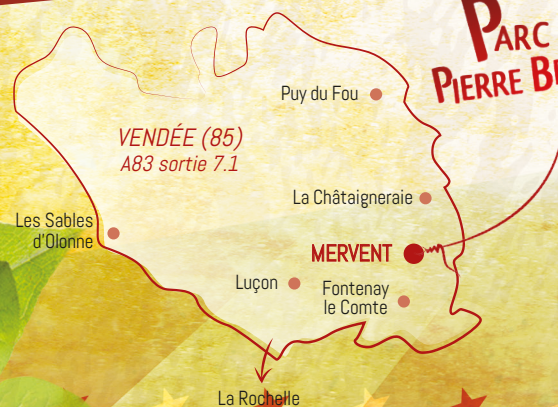 PARC
PIERRE
Puy du Fou
VENDÉE (85)
A83 sortie 7.1
La Châtaigneraie
Les Sables
d'Olonne
MERVENT
Luçon
Fontenay
le Comte
La Rochelle